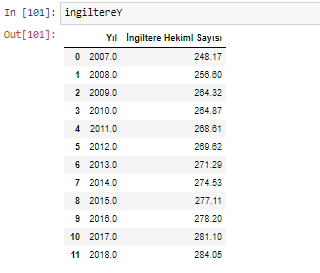 In [101]: ingiltereY
Out[101]:
Yıl İngiltere Hekiml Sayısı
0 2007.0 248.17
1 2008.0 256.60
2 2009.0 264.32
3 2010.0 264.87
4 2011.0 268.61
5 2012.0 269.62
6 2013.0 271.29
7 2014.0 274.53
8 2015.0 277.11
9 2016.0 278.20
10 2017.0 281.10
11 2018.0 284.05